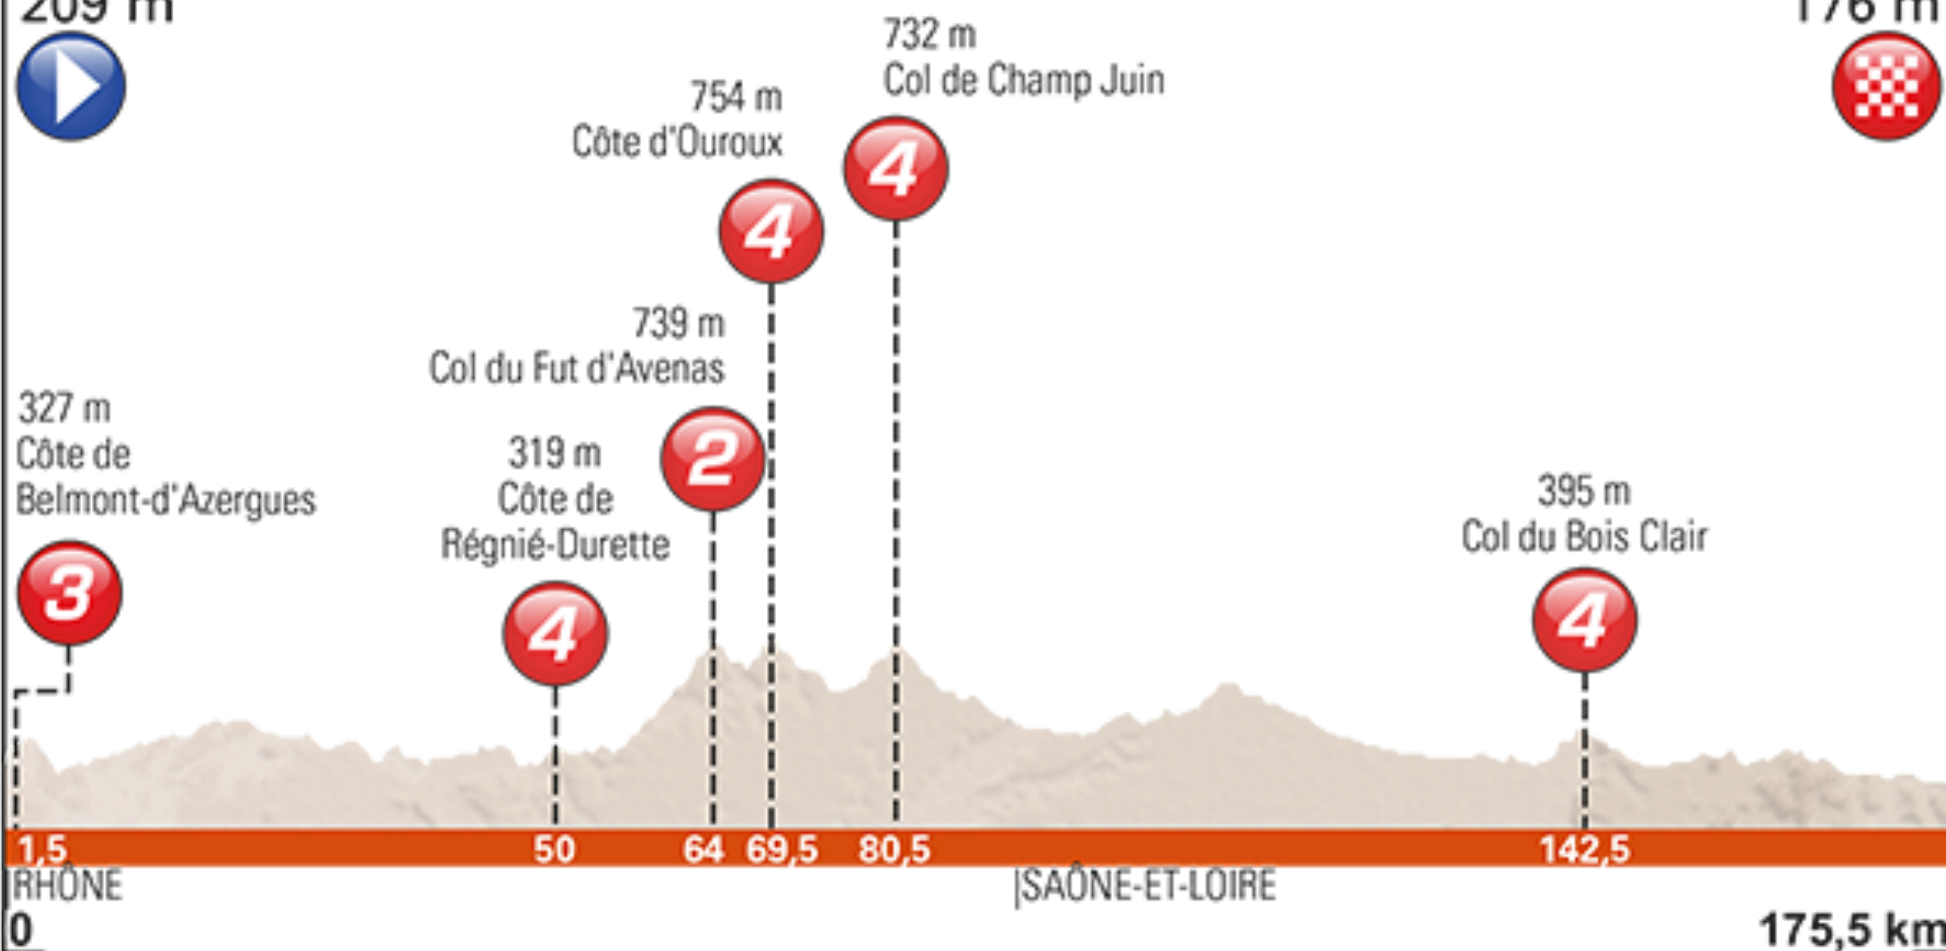 209 m
176 m
732 m
Col de Champ Juin
754 m
Côte d'Ouroux
4
4
739 m
Col du Fut d'Avenas
2
327 m
Côte de
Belmont-d'Azergues
3
319 m
Côte de
Régnié-Durette
4
395 m
Col du Bois Clair
4
1,5 50 64 69,5 80,5 142,5
|RHÔNE |SAÔNE-ET-LOIRE
0 175,5 km